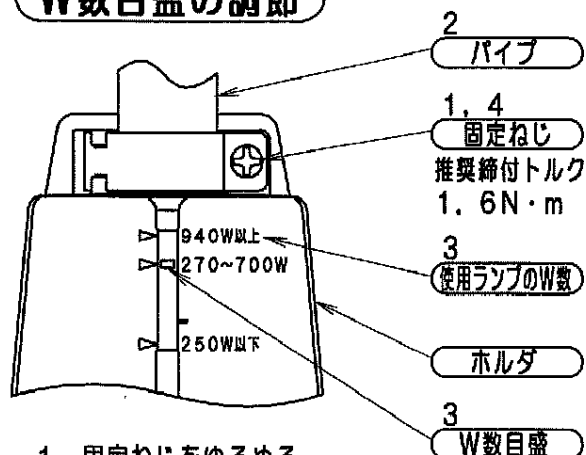 W数目盛の調節
2
パイプ
1，4
固定ねじ
推奨締付トルク
1．6N・m
940W以上
270~700W
250W以下
3
使用ランプのW数
ホルダ
3
W数目盛
1．固定ねじをゆるめる